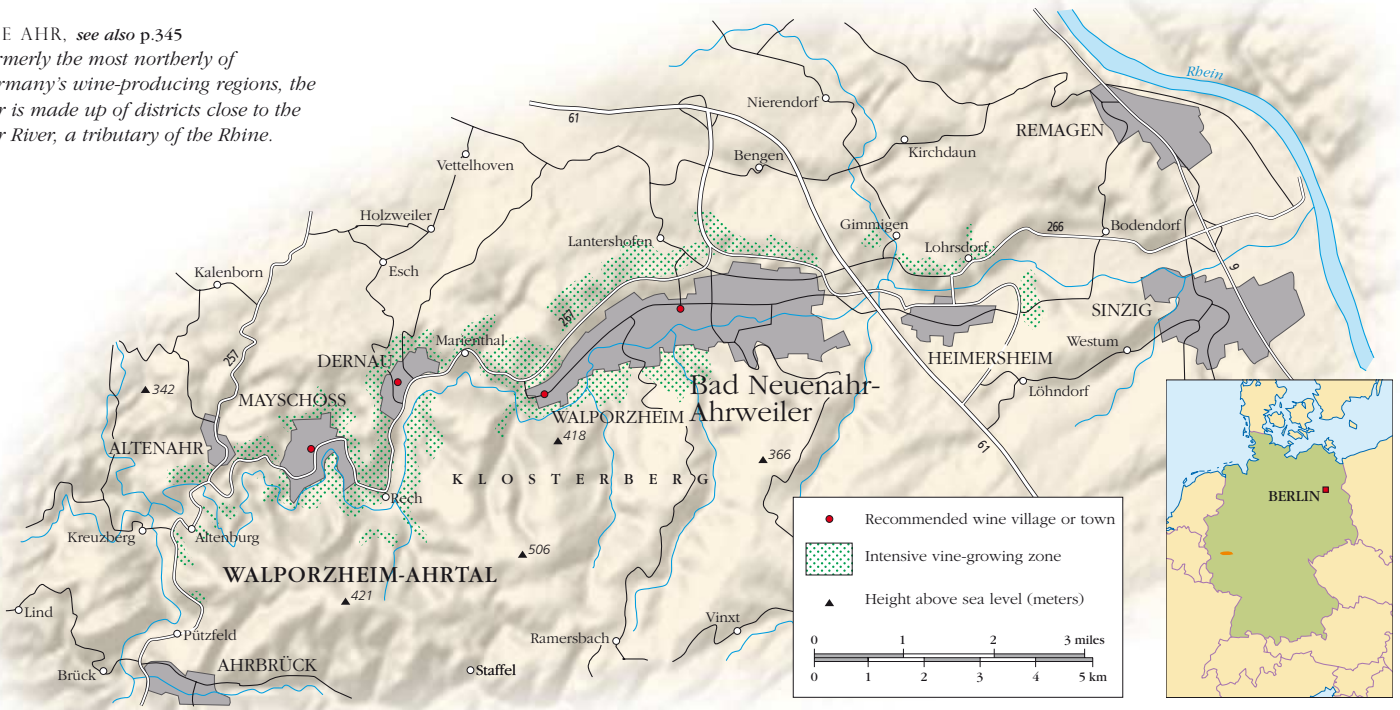 E AHR, see also p.345
rmerly the most northerly of
rmany's wine-producing regions, the
r is made up of districts close to the
r River, a tributary of the Rhine.
Rhein
61
Nierendorf
REMAGEN
Kirchdaun
Bengen
Vettelhoven
Holzweiler
Lantershofen
Gimmigen
Lohrsdorf
266
Bodendorf
9
Kalenborn
Esch
267
SINZIG
257
Marienthal
DERNAU
HEIMERSHEIM
Westum
Löhndorf
342
MAYSCHOSS
Bad Neuenahr-
Ahrweiler
WALPORZHEIM
418
ALTENAHR
366
61
KLOSTERBERG
Rech
Kreuzberg
Altenburg
506
WALPORZHEIM-AHRTAL
421
Lind
Pützfeld
Ramersbach
Vinxt
Brück
AHRBRÜCK
Staffel
Recommended wine village or town
Intensive vine-growing zone
Height above sea level (meters)
0 1 2 3 miles
0 1 2 3 4 5 km
BERLIN